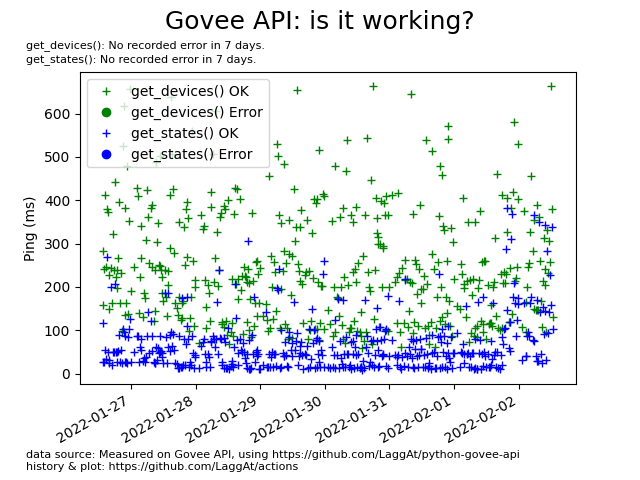 Govee API: is it working?
get_devices(): No recorded error in 7 days.
get_states(): No recorded error in 7 days.
get_devices() OK
get_devices() Error
get_states() OK
get_states() Error
Ping (ms)
600
500
400
300
200
100
0
2022-01-27
2022-01-28
2022-01-29
2022-01-30
2022-01-31
2022-02-01
2022-02-02
data source: Measured on Govee API, using https://github.com/LaggAt/python-govee-api
history & plot: https://github.com/LaggAt/actions